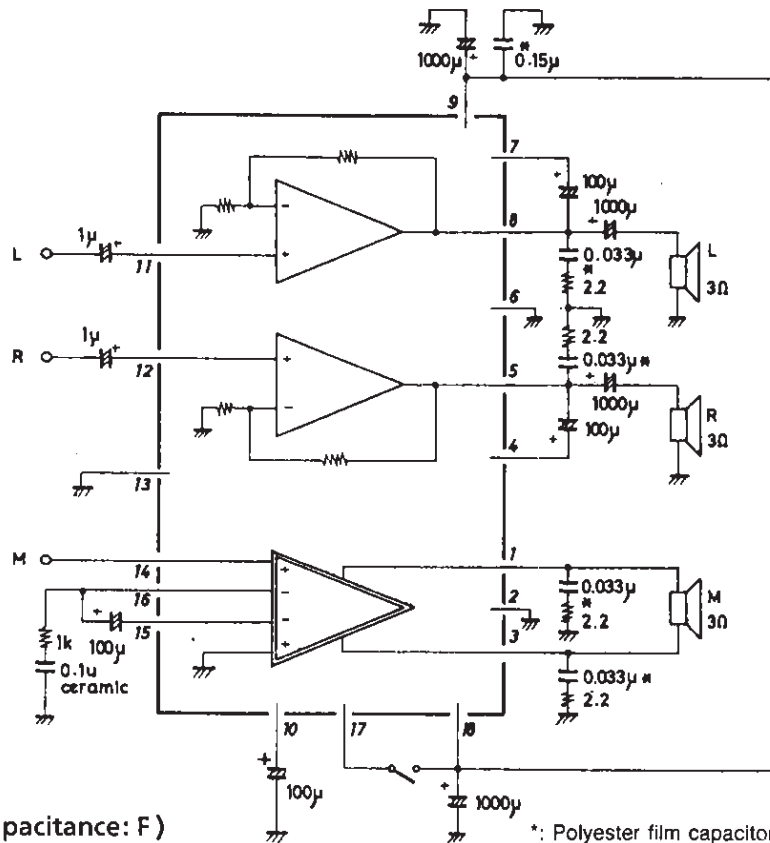 1000µ
+
*
0.15µ
9
7
+
100µ
1000µ
+
8
−
+
L
1µ
+
11
0.033µ
*
2.2
L
3Ω
6
2.2
R
1µ
+
12
+
−
5
0.033µ*
+
1000µ
100µ
+
R
3Ω
4
13
M
14
+
1
16
−
0.033µ
*
2.2
M
3Ω
2
+
15
−
3
1k
100µ
+
0.1u
ceramic
0.033µ*
2.2
10
17
18
+
100µ
+
1000µ
pacitance: F)
*: Polyester film capacitor